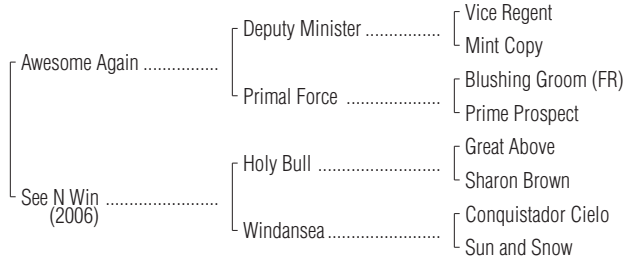 Vice Regent
Deputy Minister ..................
Mint Copy
Awesome Again ...............
Blushing Groom (FR)
Primal Force ...................
Prime Prospect
Great Above
Holy Bull .........................
Sharon Brown
See N Win ......................
(2006)
Conquistador Cielo
Windansea .......................
Sun and Snow